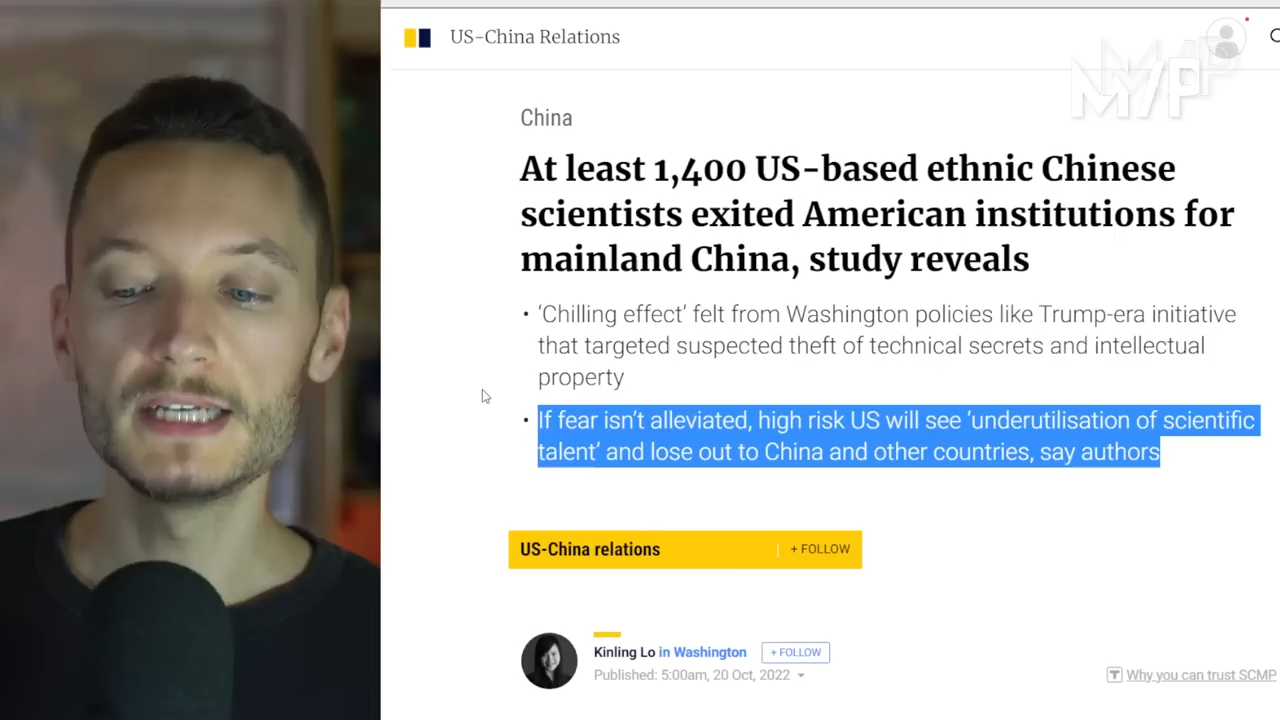 US-China Relations
M7P
China
At least 1,400 US-based ethnic Chinese
scientists exited American institutions for
mainland China, study reveals
• ‘Chilling effect’ felt from Washington policies like Trump-era initiative
that targeted suspected theft of technical secrets and intellectual
property
• If fear isn’t alleviated, high risk US will see ‘underutilisation of scientific
talent’ and lose out to China and other countries, say authors
US-China relations | + FOLLOW
Kinling Lo in Washington + FOLLOW
Published: 5:00am, 20 Oct, 2022
T Why you can trust SCMP